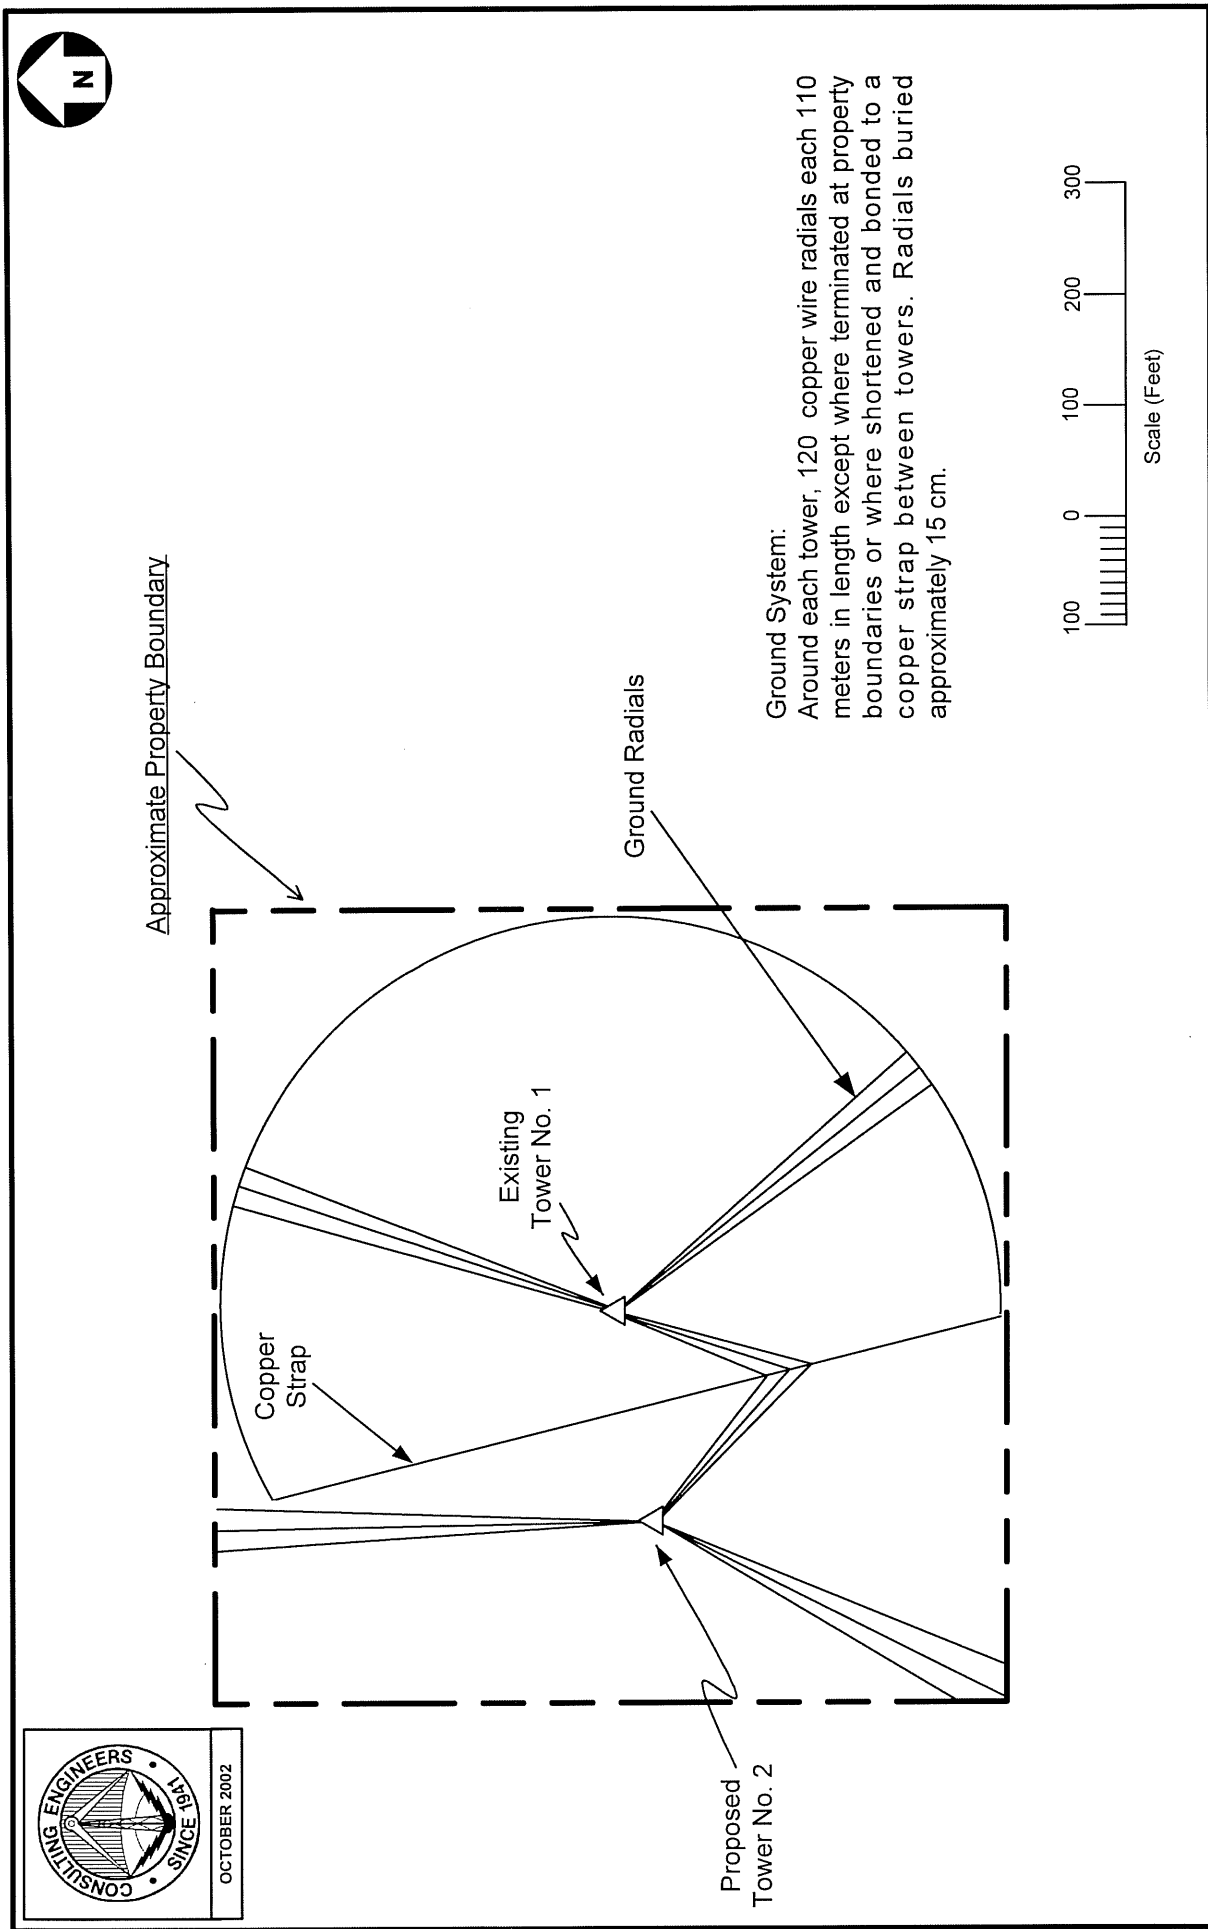 CONSULTING ENGINEERS
SINCE 1941
OCTOBER 2002
N
Approximate Property Boundary
Copper
Strap
Existing
Tower No. 1
Proposed
Tower No. 2
Ground Radials
Ground System:
Around each tower, 120 copper wire radials each 110
meters in length except where terminated at property
boundaries or where shortened and bonded to a
copper strap between towers. Radials buried
approximately 15 cm.
100 0 100 200 300
Scale (Feet)